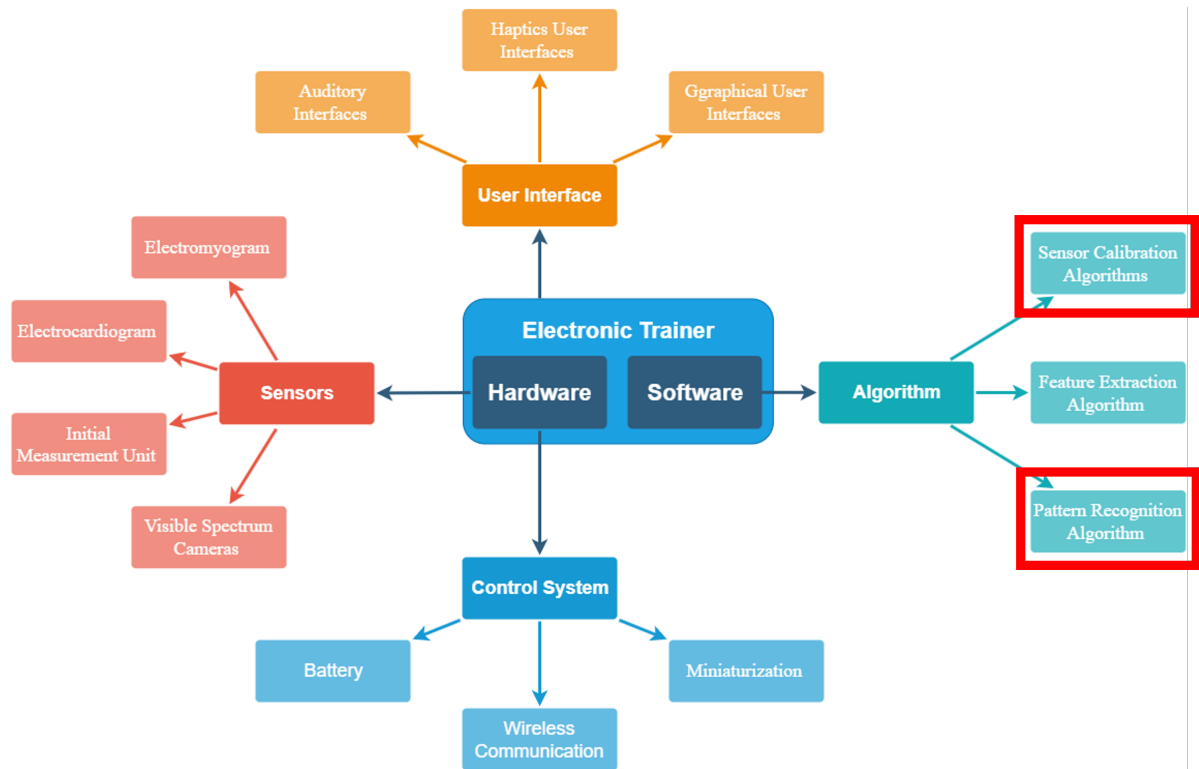 Haptics User
Interfaces
Auditory
Interfaces
Ggraphical User
Interfaces
User Interface
Electromyogram
Sensor Calibration
Algorithms
Electrocardiogram
Electronic Trainer
Sensors
Hardware
Software
Algorithm
Feature Extraction
Algorithm
Initial
Measurement Unit
Visible Spectrum
Cameras
Pattern Recognition
Algorithm
Control System
Battery
Miniaturization
Wireless
Communication